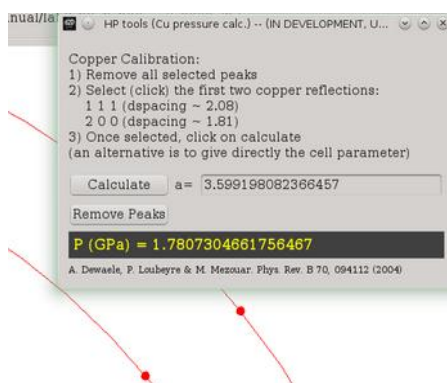 HP tools (Cu pressure calc.) -- (IN DEVELOPMENT, U...
Copper Calibration:
1) Remove all selected peaks
2) Select (click) the first two copper reflections:
1 1 1 (dspacing ~ 2.08)
2 0 0 (dspacing ~ 1.81)
3) Once selected, click on calculate
(an alternative is to give directly the cell parameter)
Calculate a= 3.599198082366457
Remove Peaks
P (GPa) = 1.7807304661756467
A. Dewaele, P. Loubeyre & M. Mezouar. Phys. Rev. B 70, 094112 (2004)